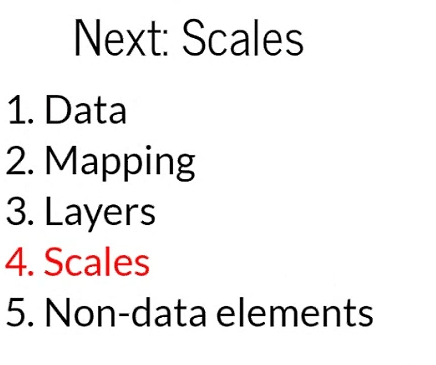 Next: Scales
1. Data
2. Mapping
3. Layers
4. Scales
5. Non-data elements